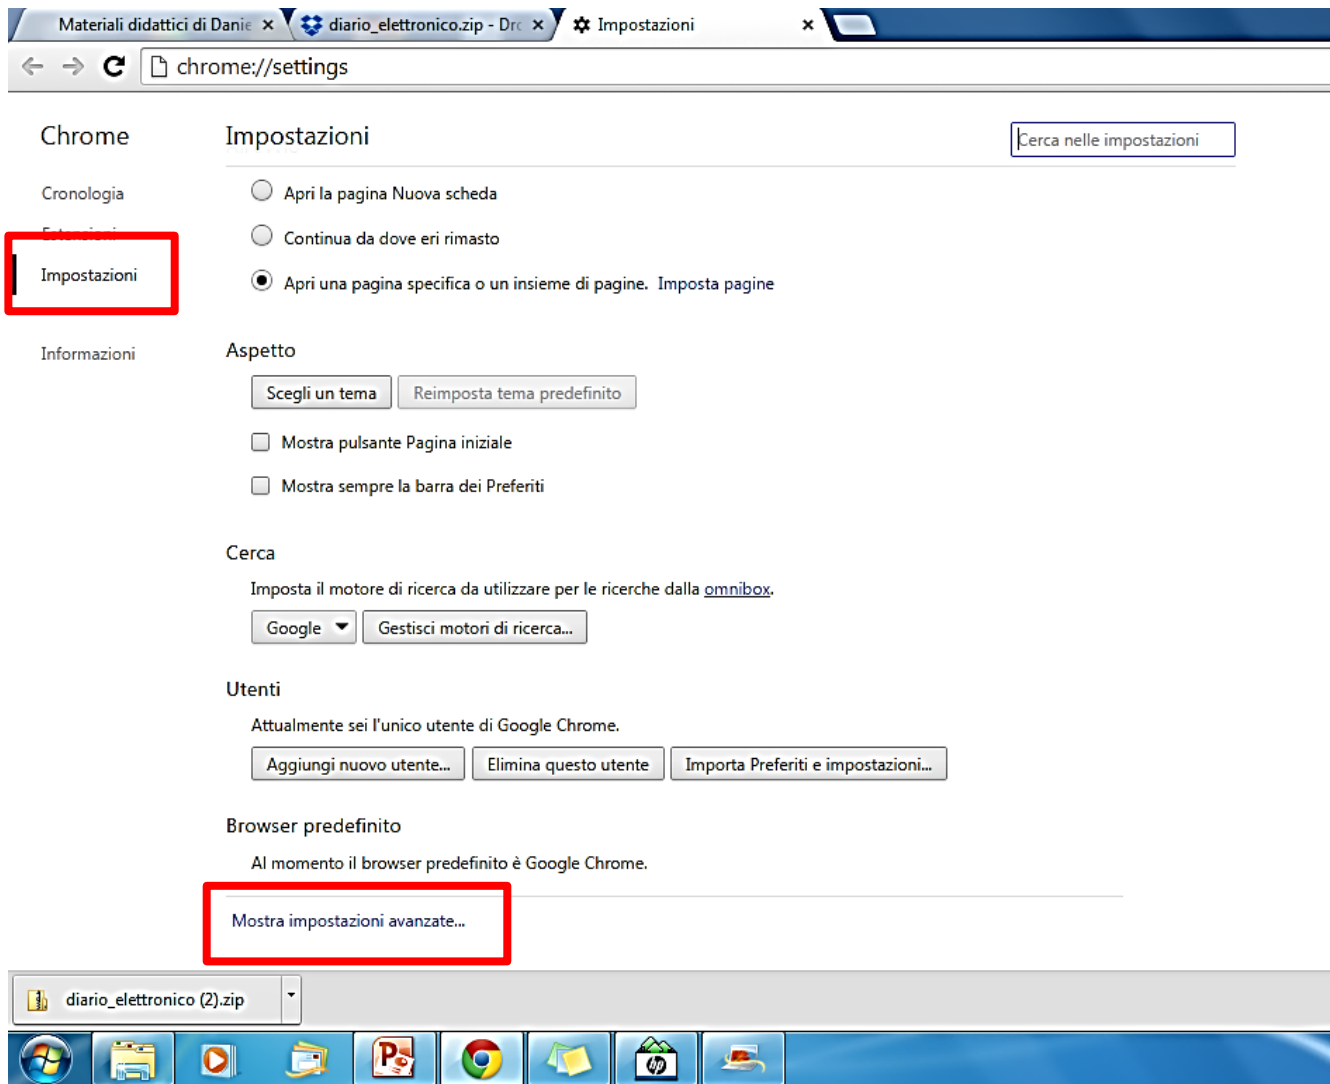 Materiali didattici di Danie
diario_elettronico.zip - Dro
Impostazioni
chrome://settings
Chrome
Impostazioni
Cerca nelle impostazioni
Cronologia
Apri la pagina Nuova scheda
Estensioni
Continua da dove eri rimasto
Impostazioni
Apri una pagina specifica o un insieme di pagine. Imposta pagine
Informazioni
Aspetto
Scegli un tema
Reimposta tema predefinito
Mostra pulsante Pagina iniziale
Mostra sempre la barra dei Preferiti
Cerca
Imposta il motore di ricerca da utilizzare per le ricerche dalla omnibox.
Google
Gestisci motori di ricerca...
Utenti
Attualmente sei l'unico utente di Google Chrome.
Aggiungi nuovo utente...
Elimina questo utente
Importa Preferiti e impostazioni...
Browser predefinito
Al momento il browser predefinito è Google Chrome.
Mostra impostazioni avanzate...
diario_elettronico (2).zip
hp